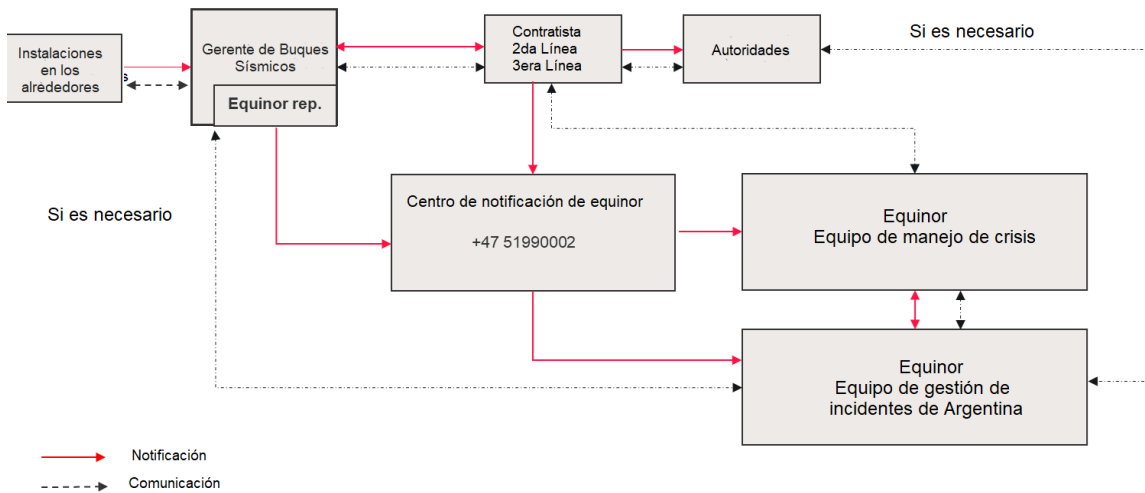 Instalaciones
en los
alrededores
s
Gerente de Buques
Sísmicos
Equinor rep.
Contratista
2da Línea
3era Línea
Autoridades
Si es necesario
Si es necesario
Centro de notificación de equinor
+47 51990002
Equinor
Equipo de manejo de crisis
Equinor
Equipo de gestión de
incidentes de Argentina
Notificación
Comunicación